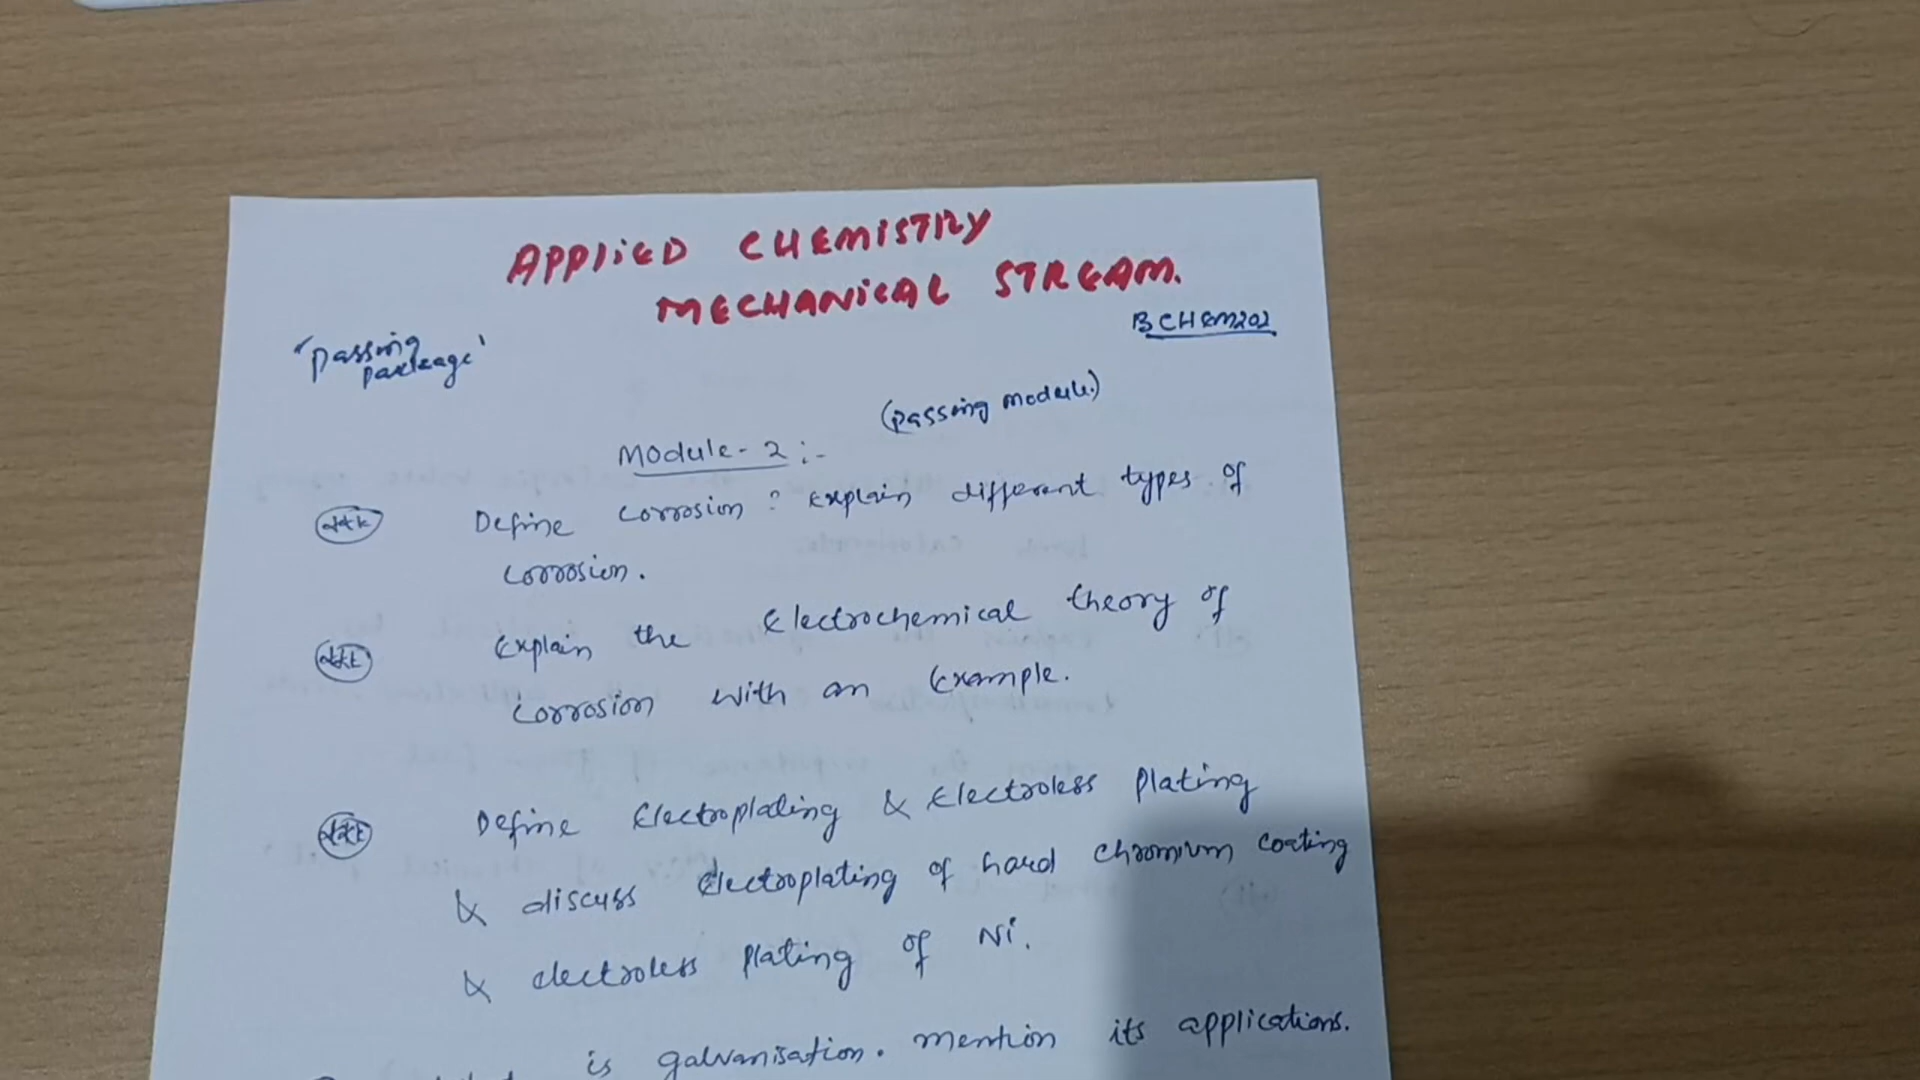 APPLiED CHEMiSTRY
MECHANiCAL STREAM.
BCHEM202
"Passing
package'
(passing module.)
Module-2:-
Define corrosion? Explain different types of
corrosion.
Explain the Electrochemical theory of
corrosion with an Example.
Define Electroplating & Electroless Plating
& discuss Electroplating of hard chromium coating
& electroless plating of Ni.
is galvanisation. mention its applications.